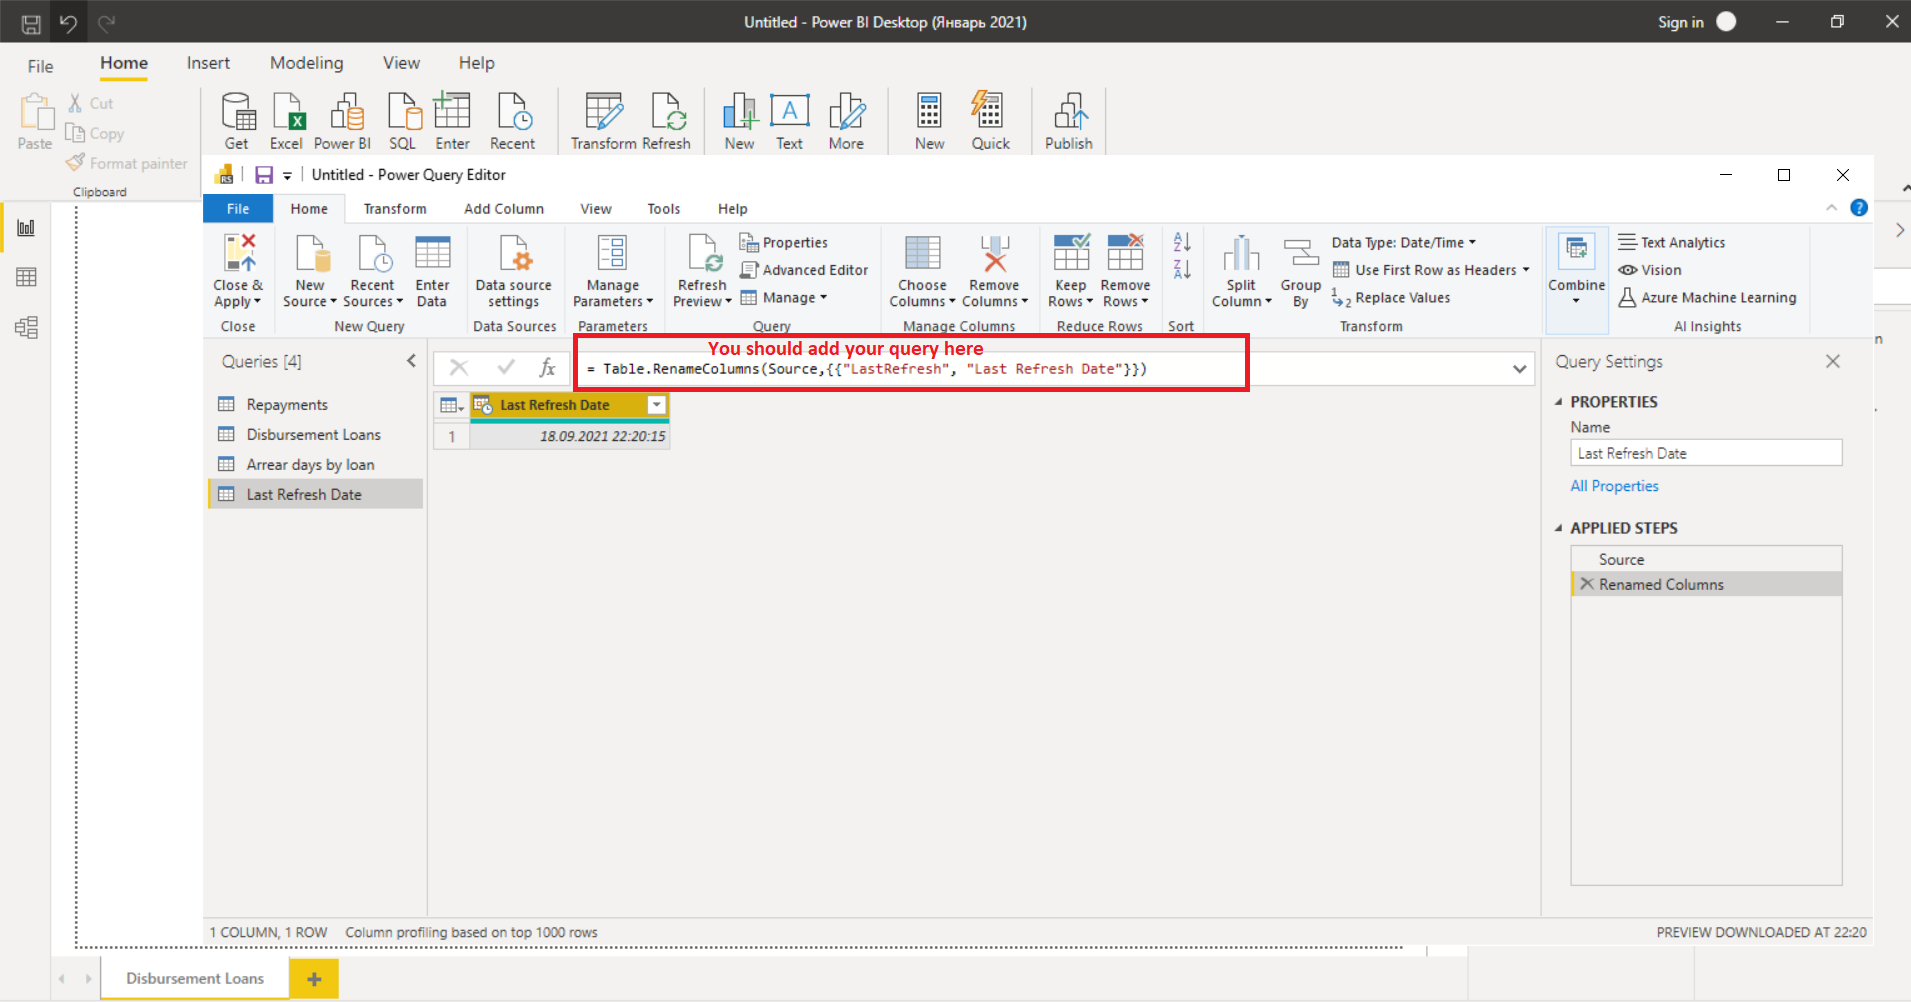 Untitled - Power BI Desktop (Январь 2021)
Sign in
File
Home
Insert
Modeling
View
Help
Paste
Cut
Copy
Format painter
Clipboard
Get
Excel
Power BI
SQL
Enter
Recent
Transform
Refresh
New
Text
More
New
Quick
Publish
Untitled - Power Query Editor
File
Home
Transform
Add Column
View
Tools
Help
Close &
Apply
Close
New
Source
Recent
Sources
Enter
Data
New Query
Data source
settings
Data Sources
Manage
Parameters
Parameters
Refresh
Preview
Properties
Advanced Editor
Manage
Query
Choose
Columns
Remove
Columns
Manage Columns
Keep
Rows
Remove
Rows
Reduce Rows
Sort
Split
Column
Group
By
Data Type: Date/Time
Use First Row as Headers
Replace Values
Transform
Combine
Text Analytics
Vision
Azure Machine Learning
AI Insights
You should add your query here
= Table.RenameColumns(Source,{{"LastRefresh", "Last Refresh Date"}})
Queries [4]
Repayments
Disbursement Loans
Arrear days by loan
Last Refresh Date
Last Refresh Date
1
18.09.2021 22:20:15
Query Settings
PROPERTIES
Name
Last Refresh Date
All Properties
APPLIED STEPS
Source
Renamed Columns
1 COLUMN, 1 ROW
Column profiling based on top 1000 rows
PREVIEW DOWNLOADED AT 22:20
Disbursement Loans